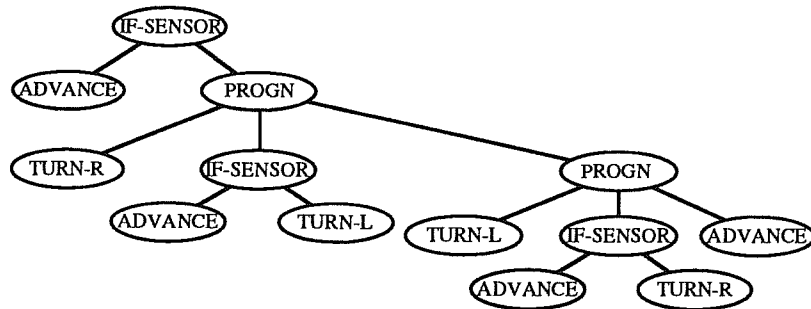 IF-SENSOR
ADVANCE
PROGN
TURN-R
IF-SENSOR
PROGN
ADVANCE
TURN-L
TURN-L
IF-SENSOR
ADVANCE
ADVANCE
TURN-R